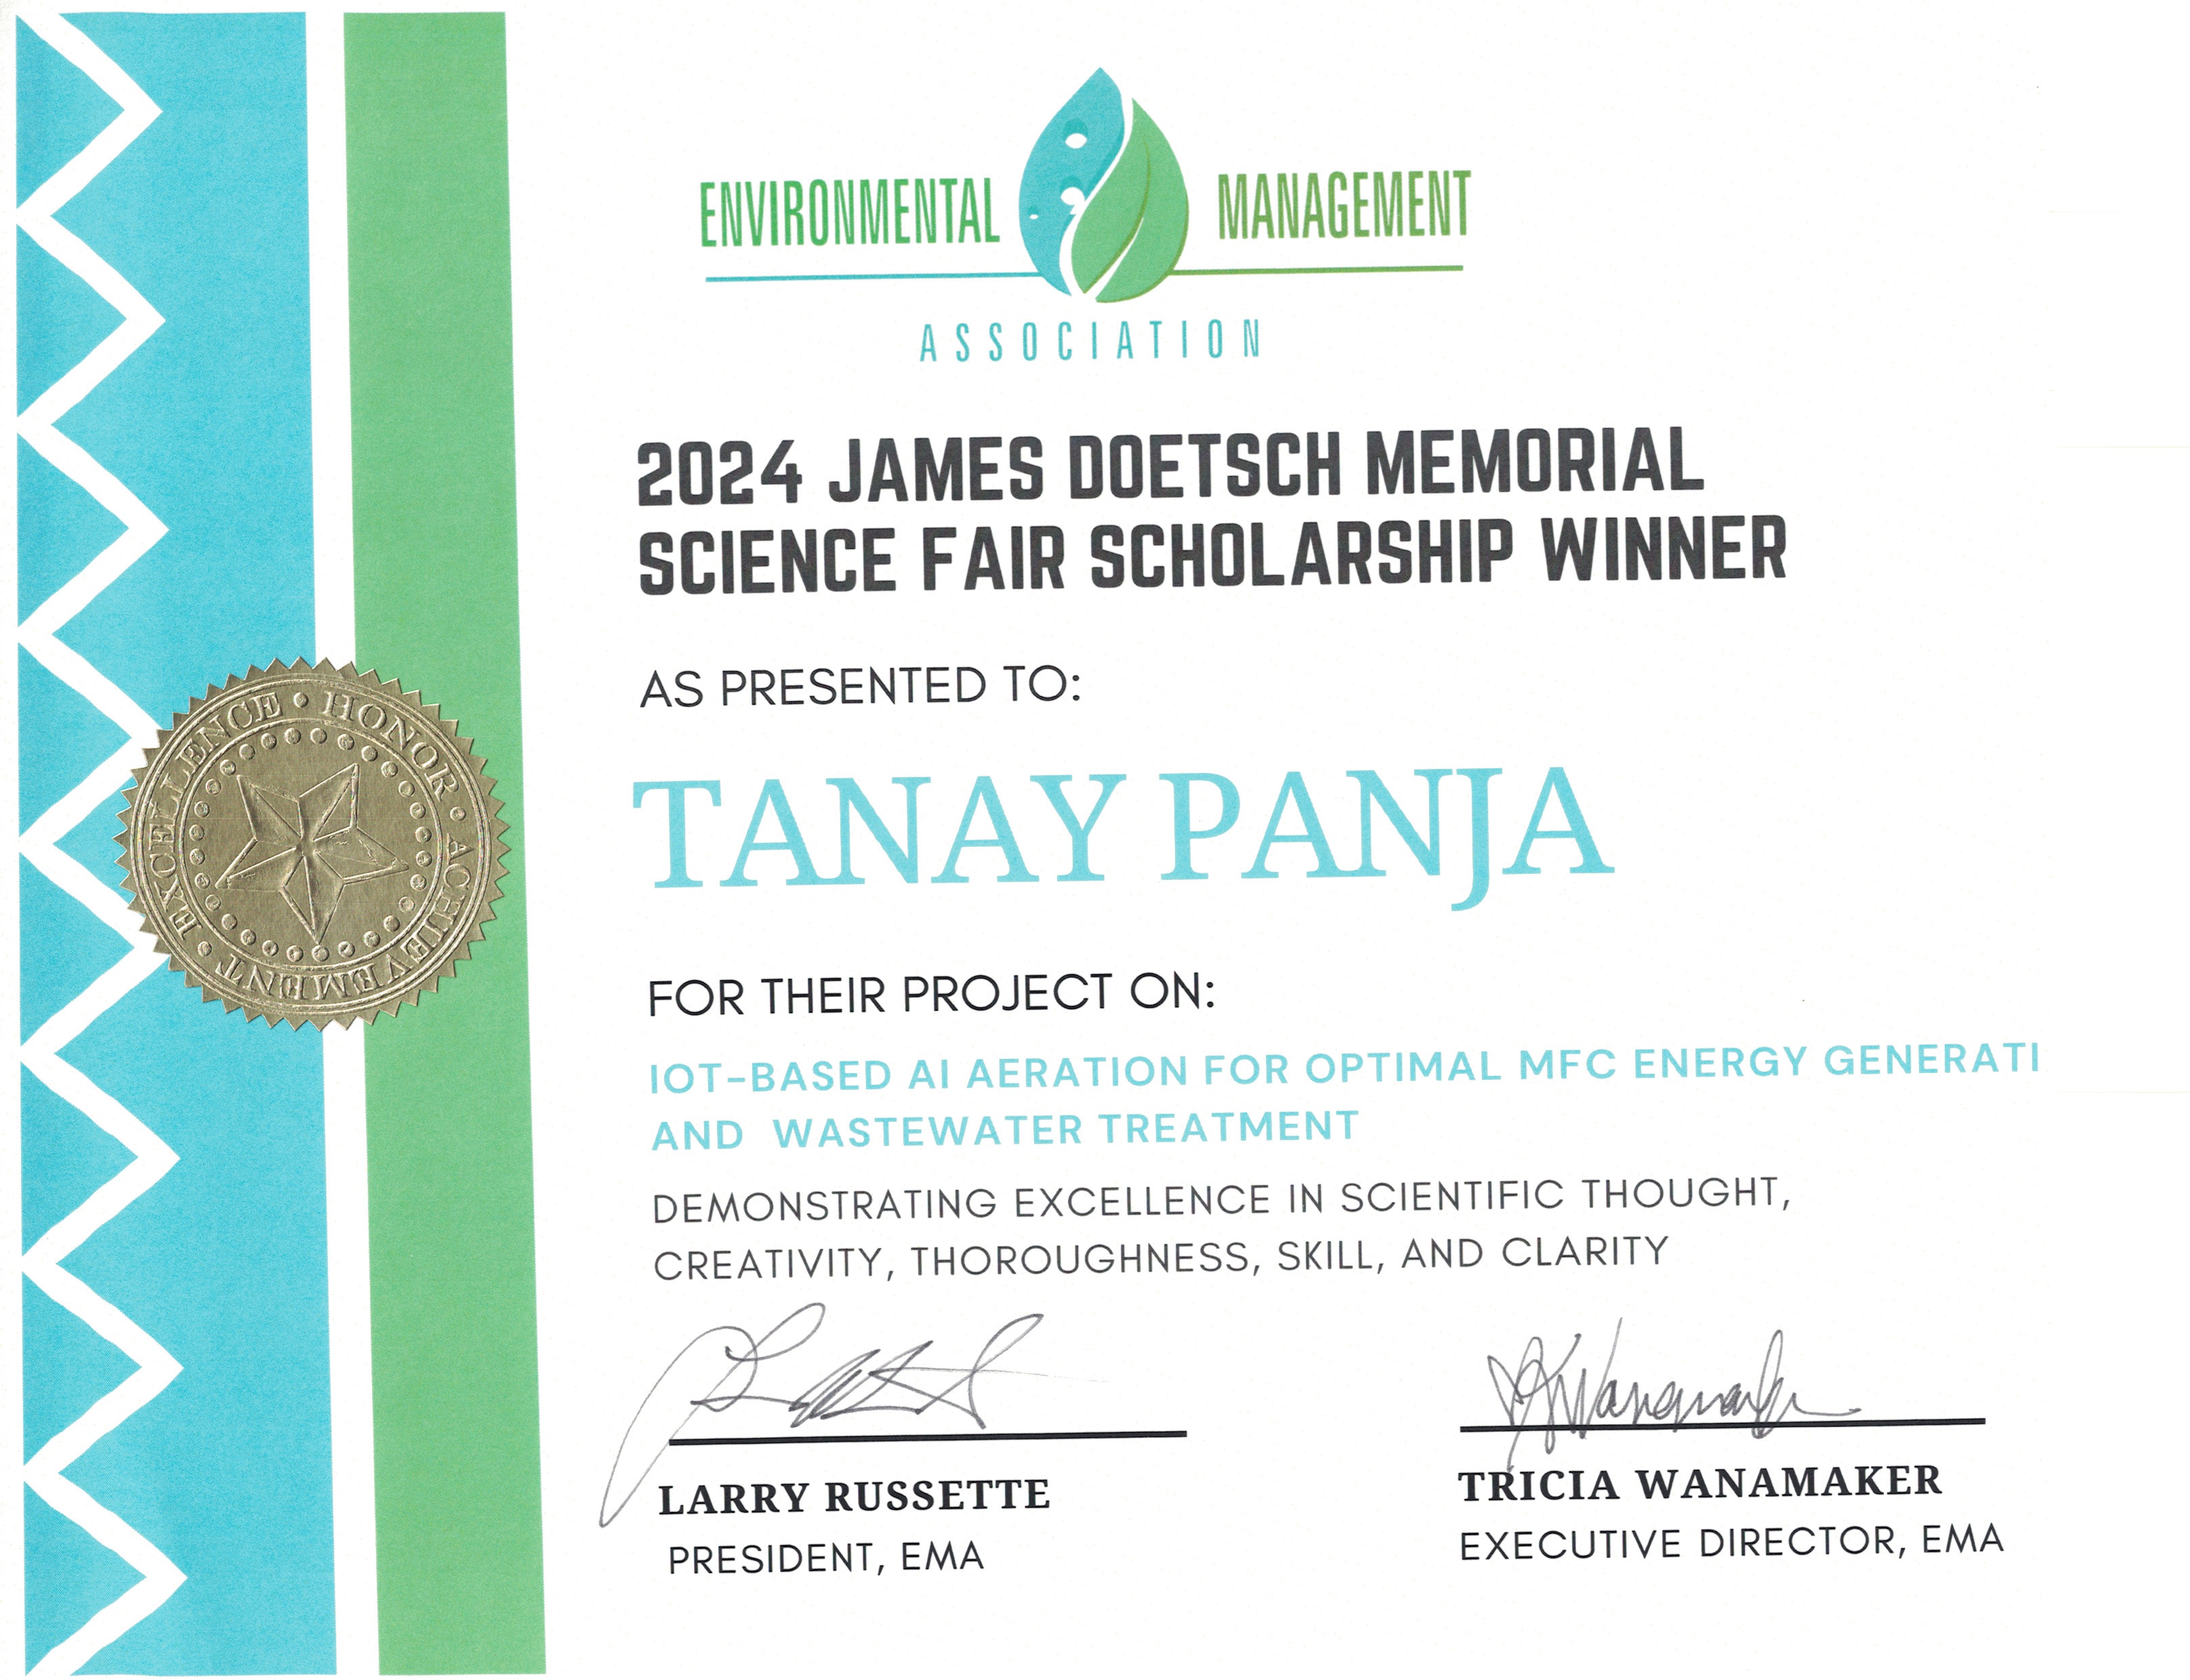 ENVIRONMENTAL MANAGEMENT
ASSOCIATION
2024 JAMES DOETSCH MEMORIAL
SCIENCE FAIR SCHOLARSHIP WINNER
AS PRESENTED TO:
TANAY PANJA
EXCELLENCE • HONOR • ACHIEVEMENT •
FOR THEIR PROJECT ON:
IOT-BASED AI AERATION FOR OPTIMAL MFC ENERGY GENERATI
AND WASTEWATER TREATMENT
DEMONSTRATING EXCELLENCE IN SCIENTIFIC THOUGHT,
CREATIVITY, THOROUGHNESS, SKILL, AND CLARITY
LARRY RUSSETTE
PRESIDENT, EMA
TRICIA WANAMAKER
EXECUTIVE DIRECTOR, EMA